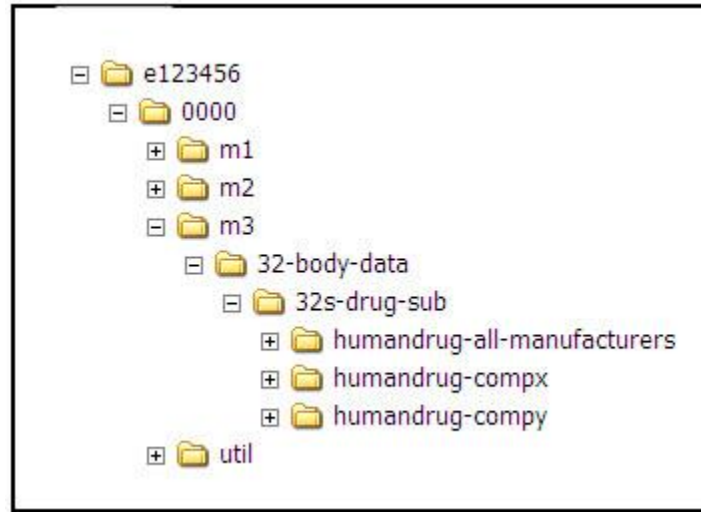 e123456
0000
m1
m2
m3
32-body-data
32s-drug-sub
humandrug-all-manufacturers
humandrug-compx
humandrug-compy
util